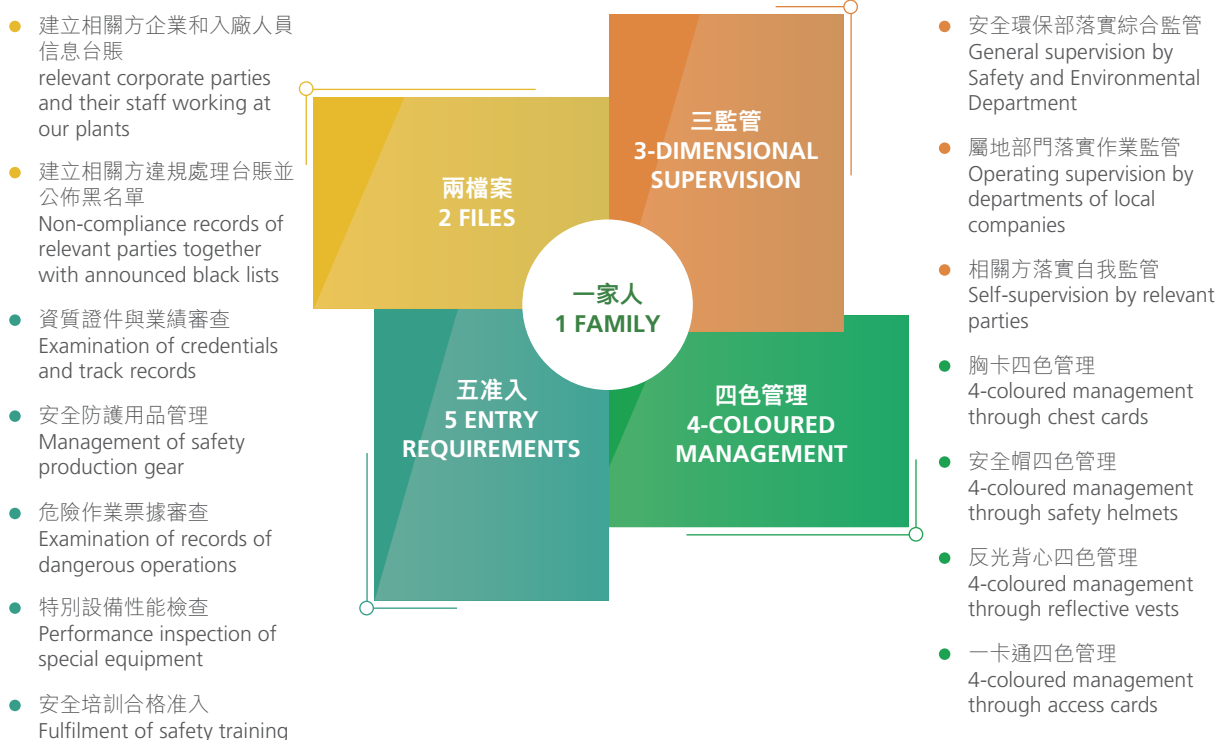 建立相關方企業和入廠人員
信息台賬
relevant corporate parties
and their staff working at
our plants
建立相關方違規處理台賬並
公佈黑名單
Non-compliance records of
relevant parties together
with announced black lists
資質證件與業績審查
Examination of credentials
and track records
安全防護用品管理
Management of safety
production gear
危險作業票據審查
Examination of records of
dangerous operations
特別設備性能檢查
Performance inspection of
special equipment
安全培訓合格准入
Fulfilment of safety training
兩檔案
2 FILES
三監管
3-DIMENSIONAL
SUPERVISION
一家人
1 FAMILY
五准入
5 ENTRY
REQUIREMENTS
四色管理
4-COLOURED
MANAGEMENT
安全環保部落實綜合監管
General supervision by
Safety and Environmental
Department
屬地部門落實作業監管
Operating supervision by
departments of local
companies
相關方落實自我監管
Self-supervision by relevant
parties
胸卡四色管理
4-coloured management
through chest cards
安全帽四色管理
4-coloured management
through safety helmets
反光背心四色管理
4-coloured management
through reflective vests
一卡通四色管理
4-coloured management
through access cards